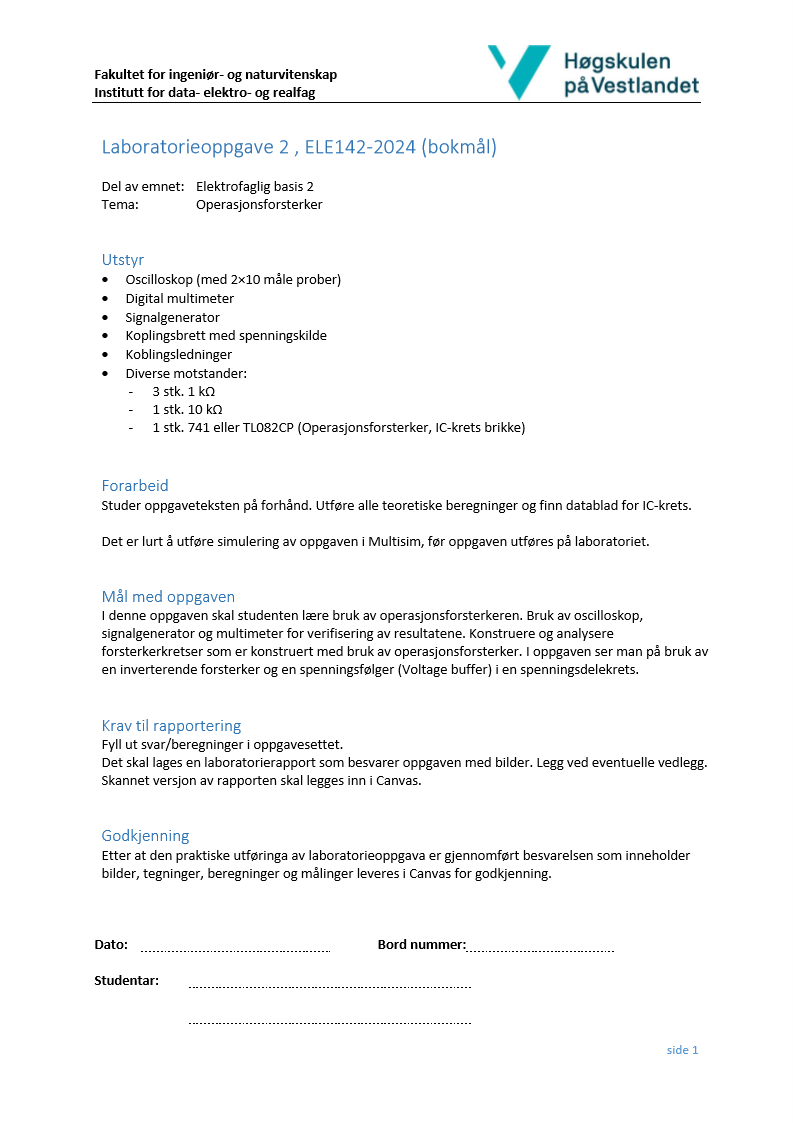 Fakultet for ingeniør- og naturvitenskap
Institutt for data- elektro- og realfag
Høgskulen
på Vestlandet
Laboratorieoppgave 2 , ELE142-2024 (bokmål)
Del av emnet: Elektrofaglig basis 2
Tema: Operasjonsforsterker
Utstyr
• Oscilloskop (med 2×10 måle prober)
• Digital multimeter
• Signalgenerator
• Koplingsbrett med spenningskilde
• Koblingsledninger
• Diverse motstander:
- 3 stk. 1 kΩ
- 1 stk. 10 kΩ
- 1 stk. 741 eller TL082CP (Operasjonsforsterker, IC-krets brikke)
Forarbeid
Studer oppgaveteksten på forhånd. Utføre alle teoretiske beregninger og finn datablad for IC-krets.
Det er lurt å utføre simulering av oppgaven i Multisim, før oppgaven utføres på laboratoriet.
Mål med oppgaven
I denne oppgaven skal studenten lære bruk av operasjonsforsterkeren. Bruk av oscilloskop,
signalgenerator og multimeter for verifisering av resultatene. Konstruere og analysere
forsterkerkretser som er konstruert med bruk av operasjonsforsterker. I oppgaven ser man på bruk av
en inverterende forsterker og en spenningsfølger (Voltage buffer) i en spenningsdelekrets.
Krav til rapportering
Fyll ut svar/beregninger i oppgavesettet.
Det skal lages en laboratorierapport som besvarer oppgaven med bilder. Legg ved eventuelle vedlegg.
Skannet versjon av rapporten skal legges inn i Canvas.
Godkjenning
Etter at den praktiske utføringa av laboratorieoppgava er gjennomført besvarelsen som inneholder
bilder, tegninger, beregninger og målinger leveres i Canvas for godkjenning.
Dato: Bord nummer:
Studentar:
side 1